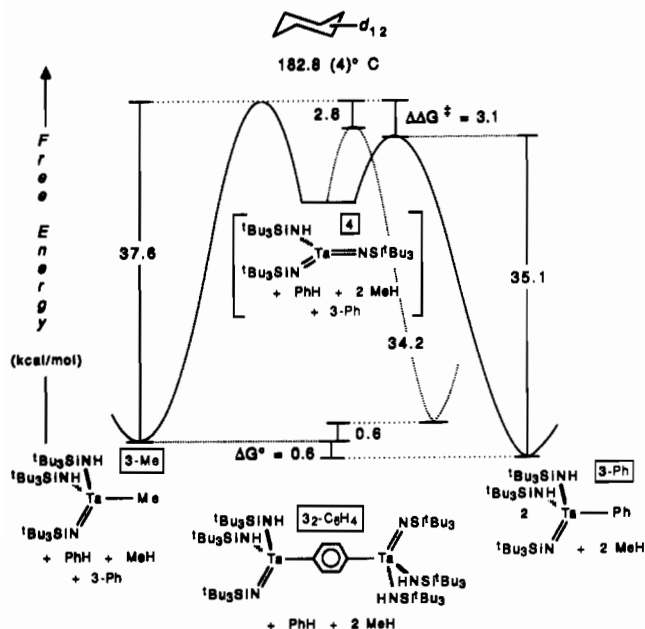 d12
182.8 (4)° C
2.8
ΔΔG‡ = 3.1
Free Energy
(kcal/mol)
37.6
4
tBu3SiNH
Ta
NSitBu3
tBu3SiN
+ PhH + 2 MeH
+ 3-Ph
35.1
34.2
0.6
ΔG° = 0.6
3-Me
tBu3SiNH
tBu3SiNH
Ta
Me
tBu3SiN
+ PhH + MeH
+ 3-Ph
32-C6H4
tBu3SiNH
tBu3SiNH
Ta
tBu3SiN
NSitBu3
Ta
HNSitBu3
HNSitBu3
+ PhH + 2 MeH
3-Ph
tBu3SiNH
tBu3SiNH
2
Ta
Ph
tBu3SiN
+ 2 MeH